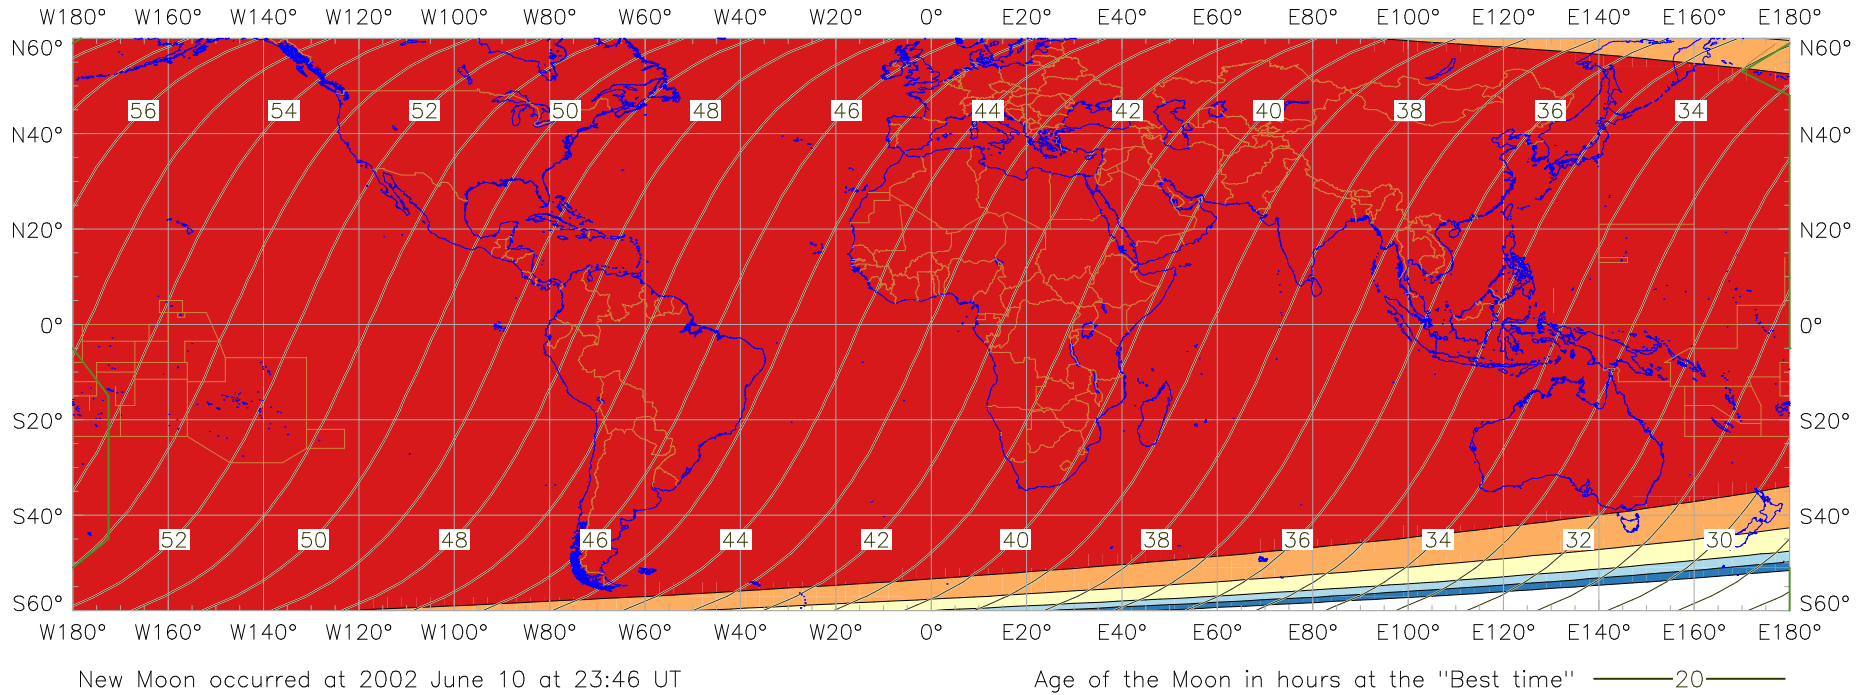 W180° W160° W140° W120° W100° W80° W60° W40° W20° 0° E20° E40° E60° E80° E100° E120° E140° E160° E180°
N60° N60°
56 54 52 50 48 46 44 42 40 38 36 34
N40° N40°
N20° N20°
0° 0°
S20° S20°
S40° S40°
52 50 48 46 44 42 40 38 36 34 32 30
S60° S60°
W180° W160° W140° W120° W100° W80° W60° W40° W20° 0° E20° E40° E60° E80° E100° E120° E140° E160° E180°
New Moon occurred at 2002 June 10 at 23:46 UT Age of the Moon in hours at the "Best time" 20